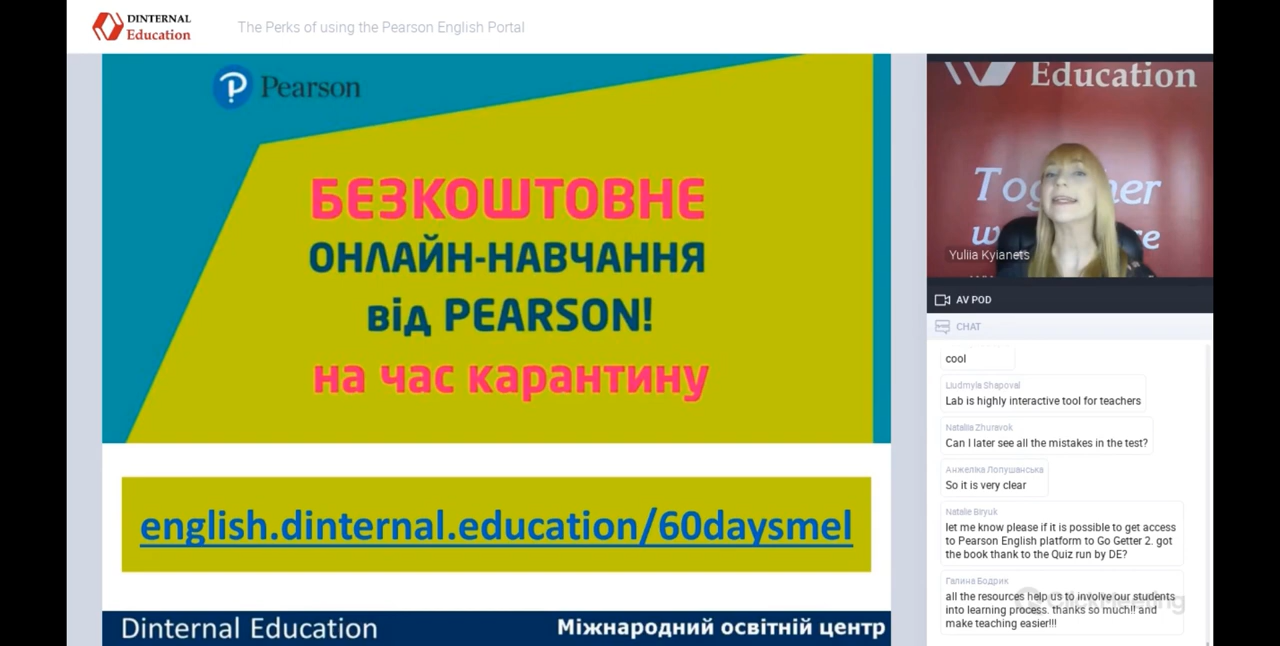 DINTERNAL
Education
The Perks of using the Pearson English Portal
Pearson
БЕЗКОШТОВНЕ
ОНЛАЙН-НАВЧАННЯ
від PEARSON!
на час карантину
english.dinternal.education/60daysmel
Dinternal Education
Міжнародний освітній центр
Education
Yuliia Kyianets
AV POD
CHAT
cool
Liudmyla Shapoval
Lab is highly interactive tool for teachers
Nataliia Zhuravok
Can I later see all the mistakes in the test?
Анжеліка Лопушанська
So it is very clear
Natalie Biryuk
let me know please if it is possible to get access
to Pearson English platform to Go Getter 2. got
the book thank to the Quiz run by DE?
Галина Бодрик
all the resources help us to involve our students
into learning process. thanks so much!! and
make teaching easier!!!
ClickMeeting